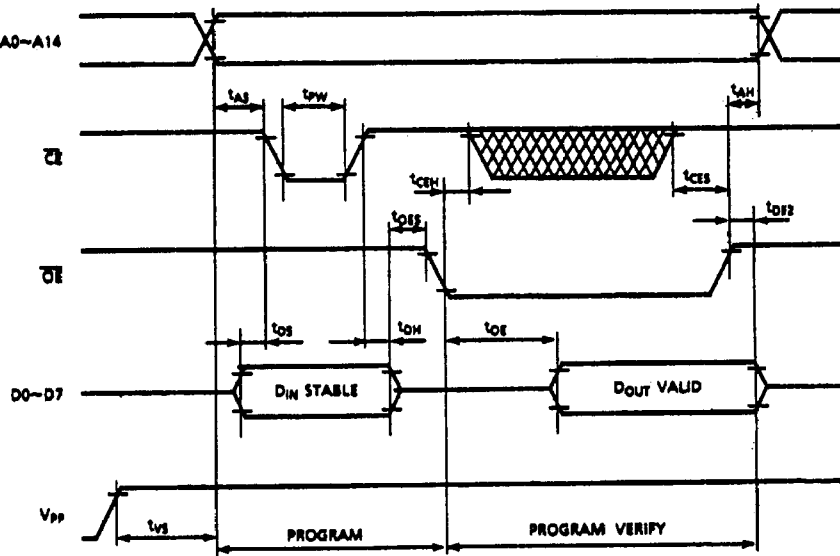 A0~A14
tAS
tPW
tAH
CE
tCEH
tCES
tOES
tDF2
OE
tDS
tDH
tOE
D0~D7
DIN STABLE
DOUT VALID
VPP
tVS
PROGRAM
PROGRAM VERIFY